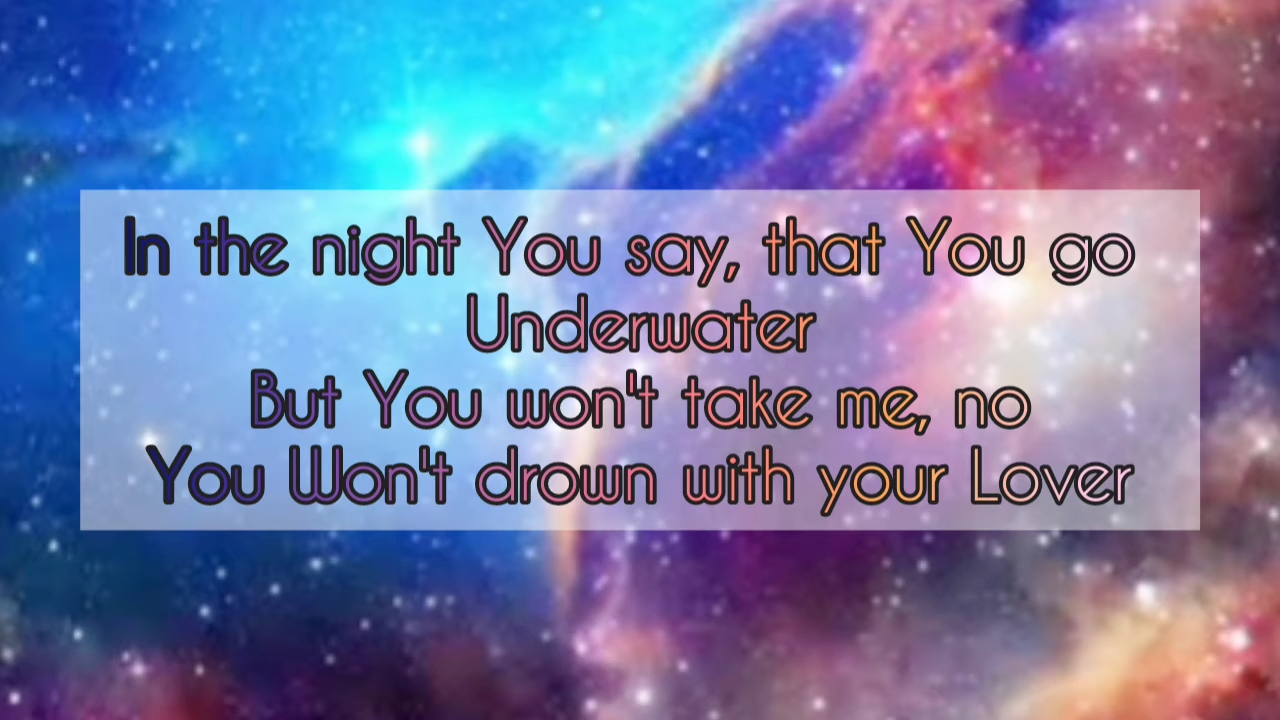 In the night You say, that You go
Underwater
But You won't take me, no
You Won't drown with your Lover